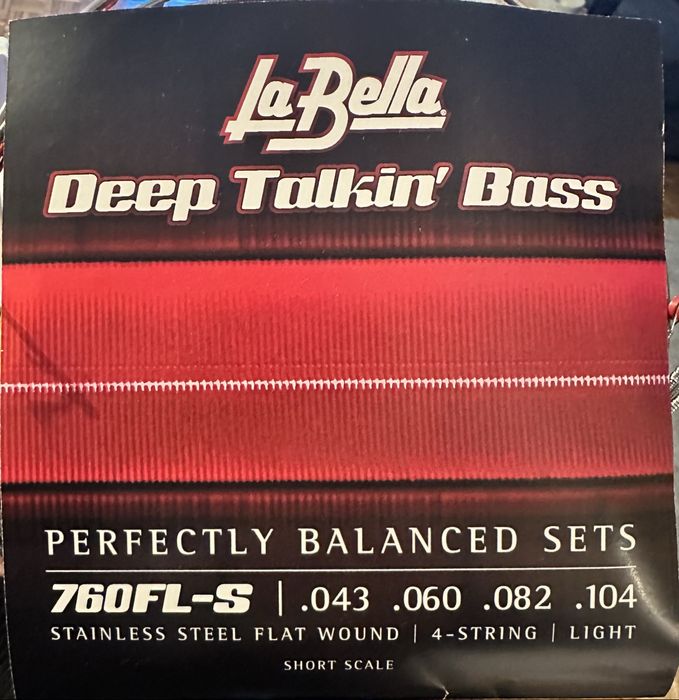 La Bella
Deep Talkin' Bass
PERFECTLY BALANCED SETS
760FL-S | .043 .060 .082 .104
STAINLESS STEEL FLAT WOUND | 4-STRING | LIGHT
SHORT SCALE